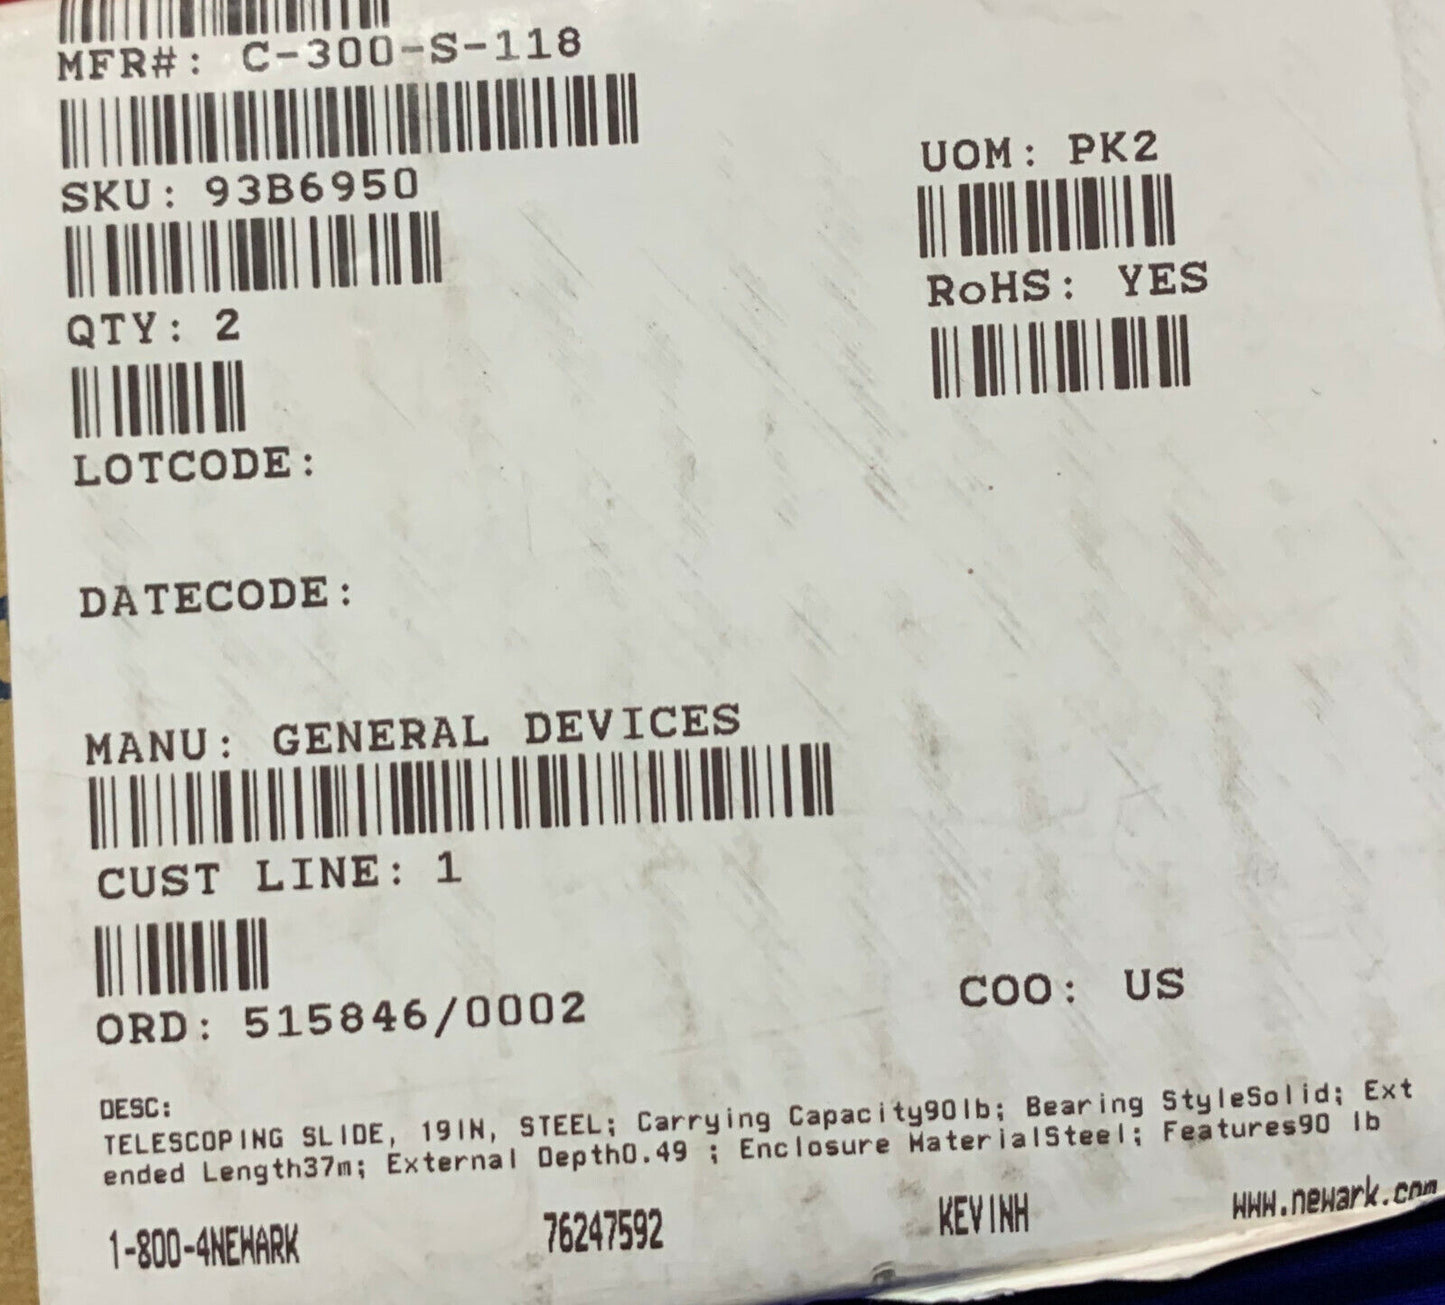 MFR#: C-300-S-118
SKU: 93B6950
UOM: PK2
QTY: 2
RoHS: YES
LOTCODE:
DATECODE:
MANU: GENERAL DEVICES
CUST LINE: 1
ORD: 515846/0002
COO: US
DESC:
TELESCOPING SLIDE, 19IN, STEEL; Carrying Capacity90lb; Bearing StyleSolid; Ext
ended Length37m; External Depth0.49 ; Enclosure MaterialSteel; Features90 lb
1-800-4NEWARK 76247592 KEVINH www.newark.com